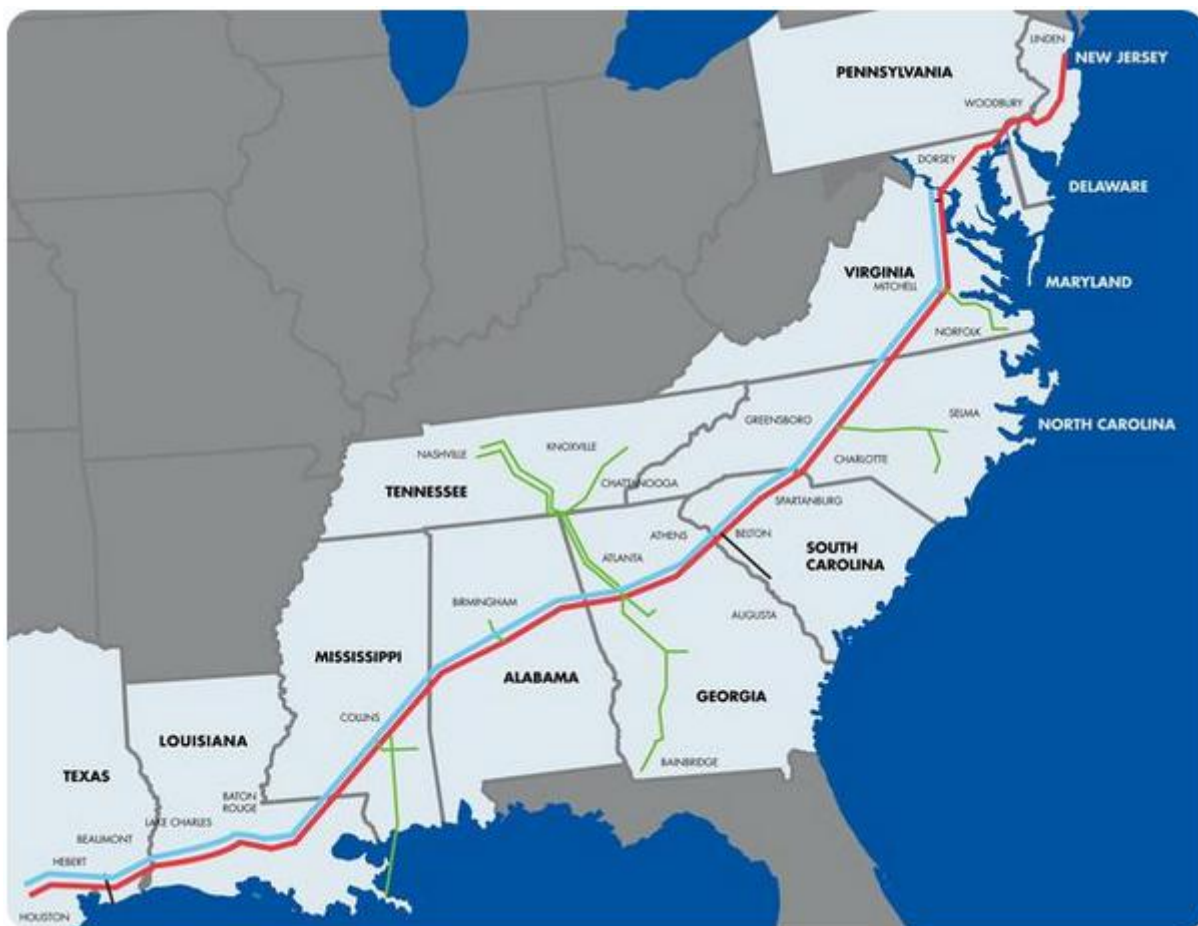 LINDEN
NEW JERSEY
PENNSYLVANIA
WOODBURY
DORSEY
DELAWARE
VIRGINIA
MITCHELL
MARYLAND
NORFOLK
GREENSBORO
SELMA
NORTH CAROLINA
NASHVILLE
KNOXVILLE
CHARLOTTE
TENNESSEE
CHATTANOOGA
SPARTANBURG
ATHENS
BELTON
SOUTH
CAROLINA
ATLANTA
BIRMINGHAM
AUGUSTA
MISSISSIPPI
ALABAMA
GEORGIA
COLLINS
LOUISIANA
BAINBRIDGE
TEXAS
BATON
ROUGE
LAKE CHARLES
BEAUMONT
HEBERT
HOUSTON